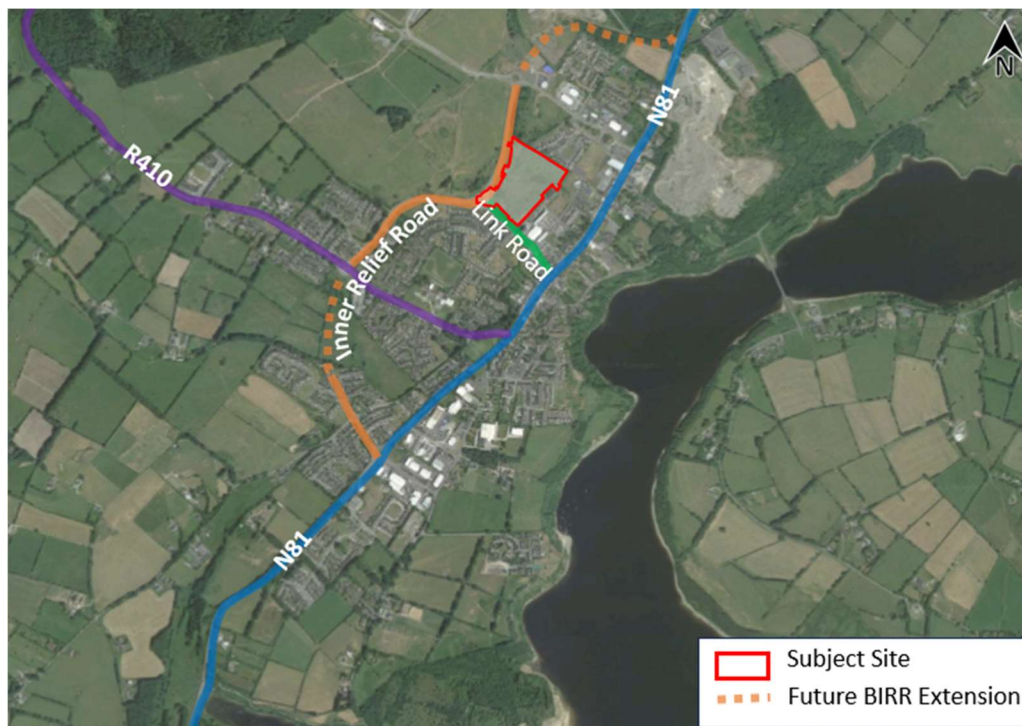 N
N81
R410
Link Road
Inner Relief Road
N81
Subject Site
Future BIRR Extension